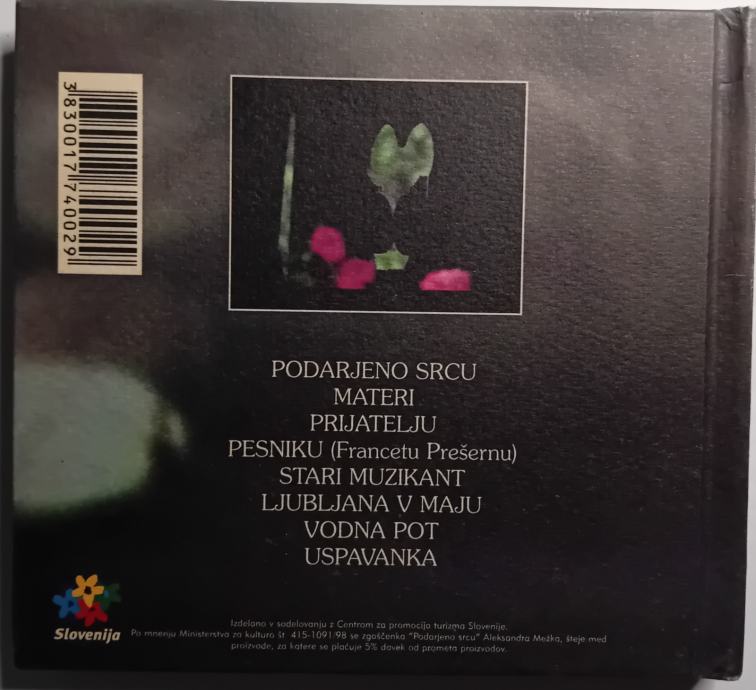 3830017740029
PODARJENO SRCU
MATERI
PRIJATELJU
PESNIKU (Francetu Prešernu)
STARI MUZIKANT
LJUBLJANA V MAJU
VODNA POT
USPAVANKA
Slovenija
Izdelano v sodelovanju z Centrom za promocijo turizma Slovenije.
Po mnenju Ministerstva za kulturo št 415-1091/98 se zgoščenka "Podarjeno srcu" Aleksandra Mežka, šteje med
proizvode, za katere se plačuje 5% davek od prometa proizvodov.